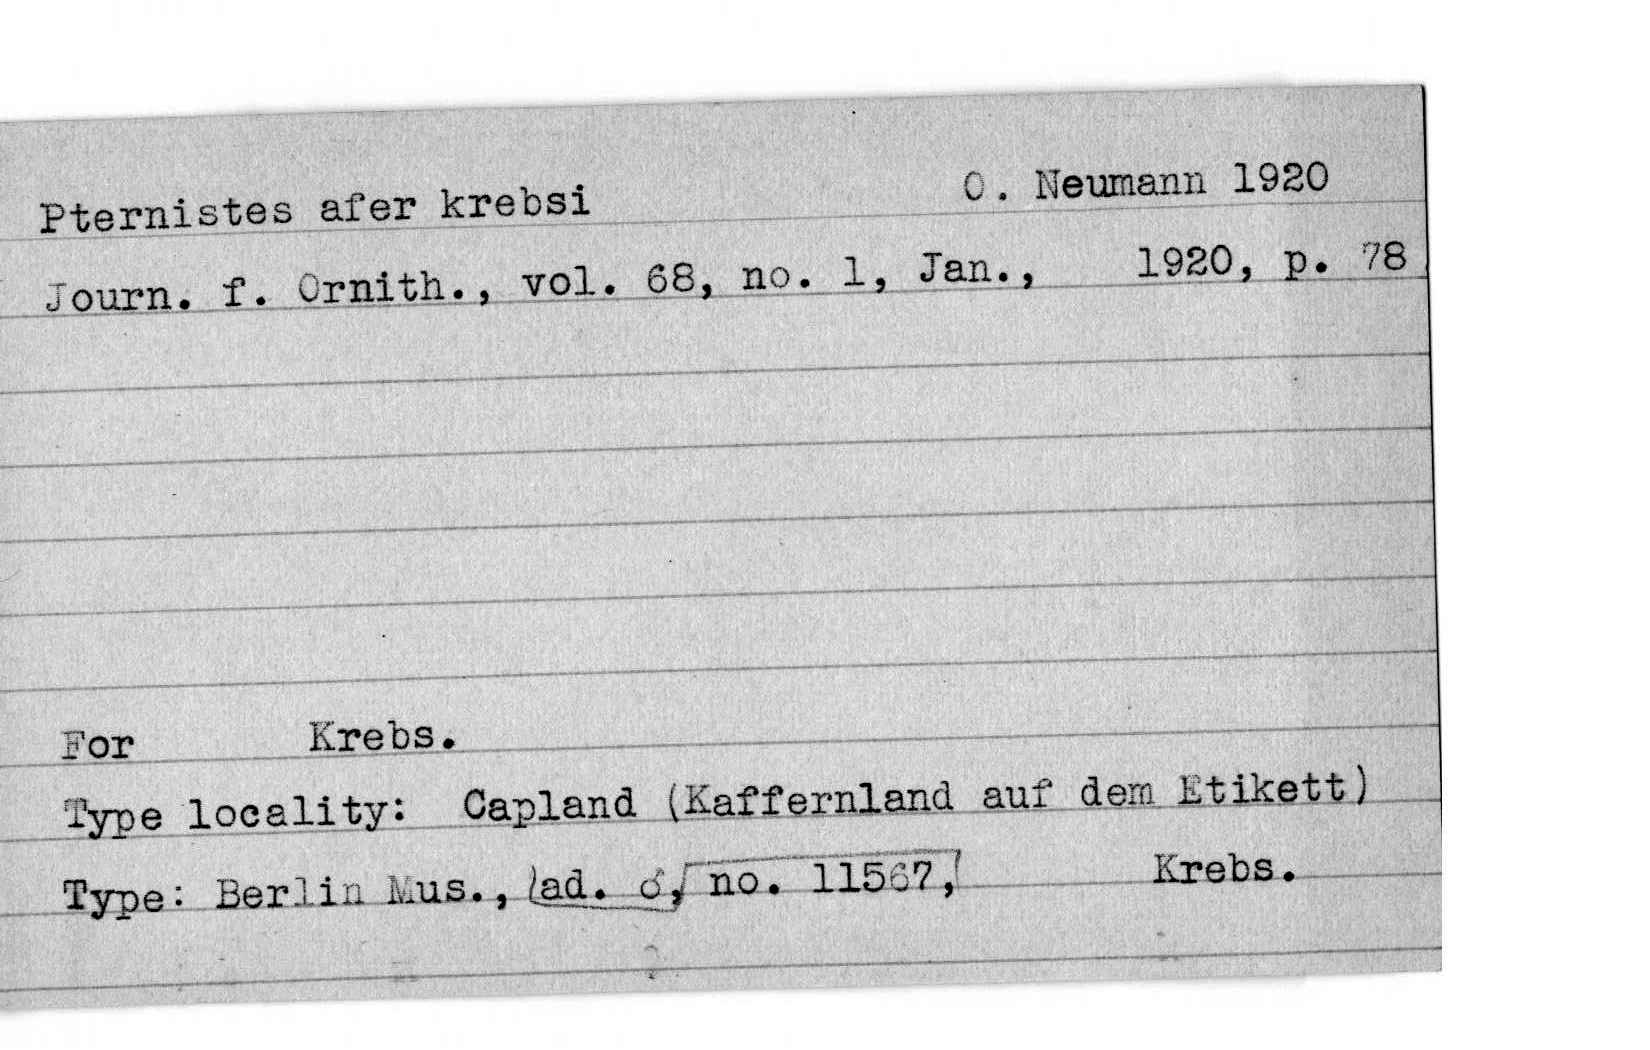 Pternistes afer krebsi O. Neumann 1920
Journ. f. Ornith., vol. 68, no. 1, Jan., 1920, p. 78
For Krebs.
Type locality: Capland (Kaffernland auf dem Etikett)
Type: Berlin Mus., ad. ♂, no. 11567, Krebs.